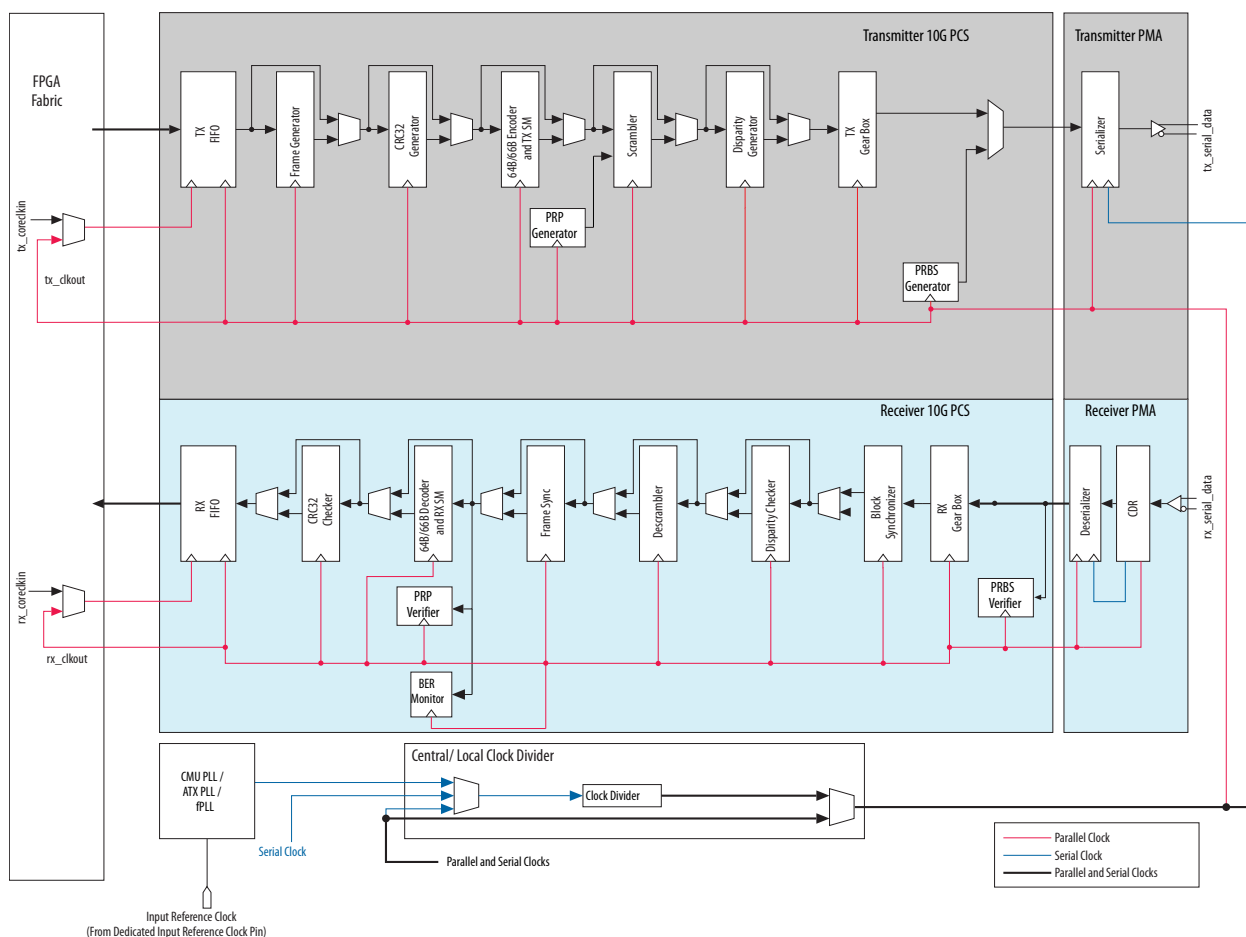 Transmitter 10G PCS
Transmitter PMA
FPGA
Fabric
TX
FIFO
Frame Generator
CRC32
Generator
64B/66B Encoder
and TX SM
Scrambler
Disparity
Generator
TX
Gear Box
Serializer
tx_serial_data
tx_coreclkin
PRP
Generator
PRBS
Generator
tx_clkout
Receiver 10G PCS
Receiver PMA
RX
FIFO
CRC32
Checker
64B/66B Decoder
and RX SM
Frame Sync
Descrambler
Disparity Checker
Block
Synchronizer
RX
Gear Box
Deserializer
CDR
rx_serial_data
rx_coreclkin
PRP
Verifier
PRBS
Verifier
rx_clkout
BER
Monitor
CMU PLL /
ATX PLL /
fPLL
Central/ Local Clock Divider
Clock Divider
Serial Clock
Parallel and Serial Clocks
Parallel Clock
Serial Clock
Parallel and Serial Clocks
Input Reference Clock
(From Dedicated Input Reference Clock Pin)